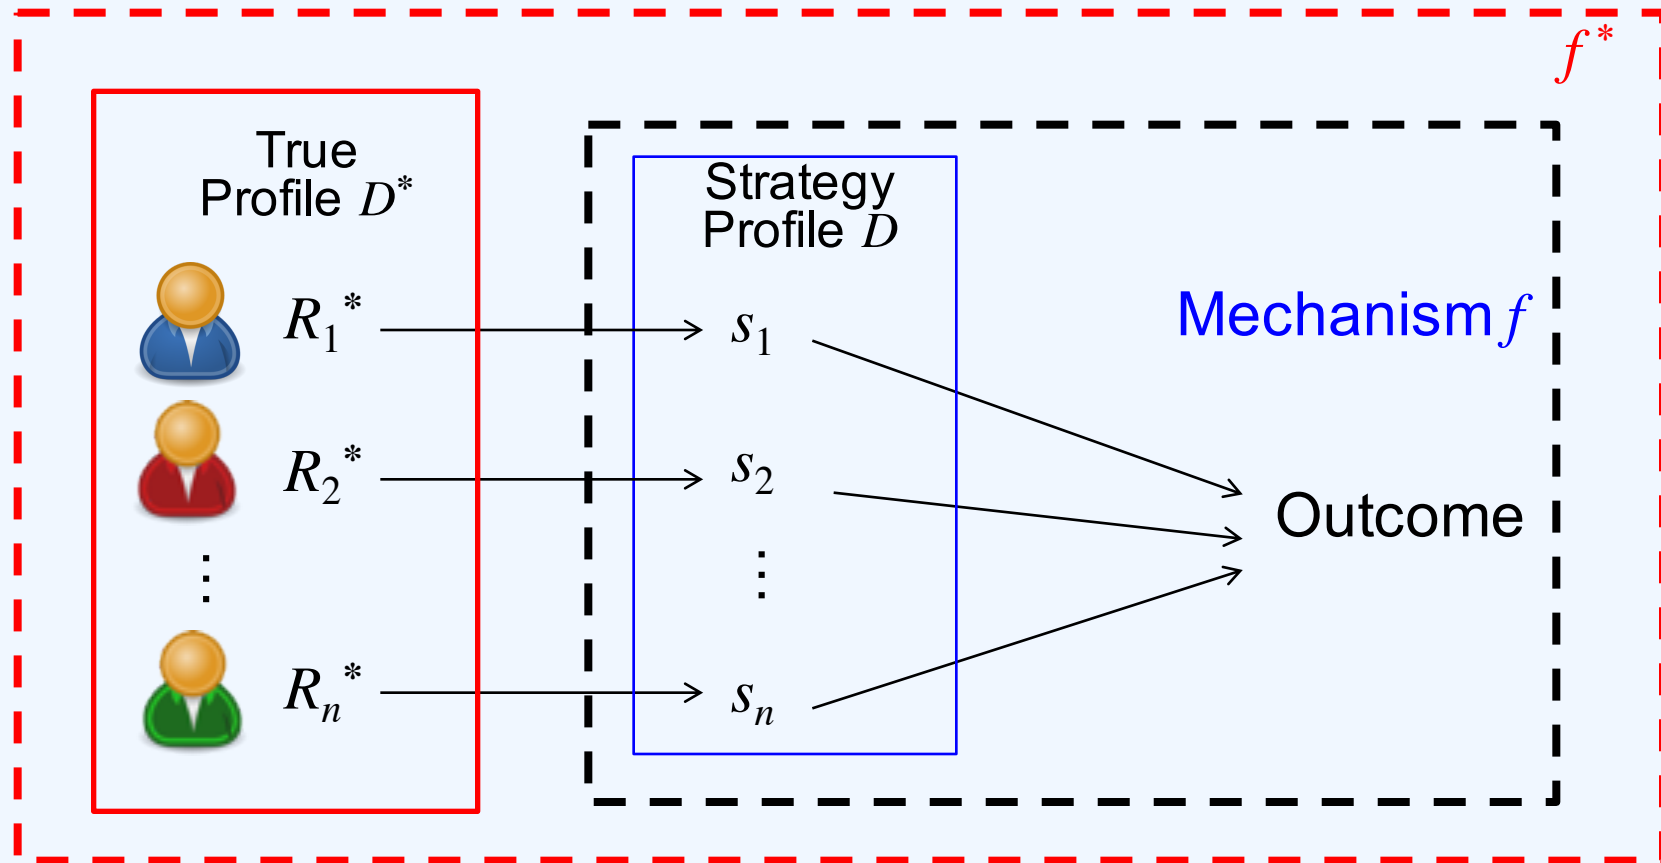 f*
True
Profile D*
Strategy
Profile D
R₁*
s₁
Mechanism f
R₂*
s₂
Outcome
⋮
⋮
Rₙ*
sₙ